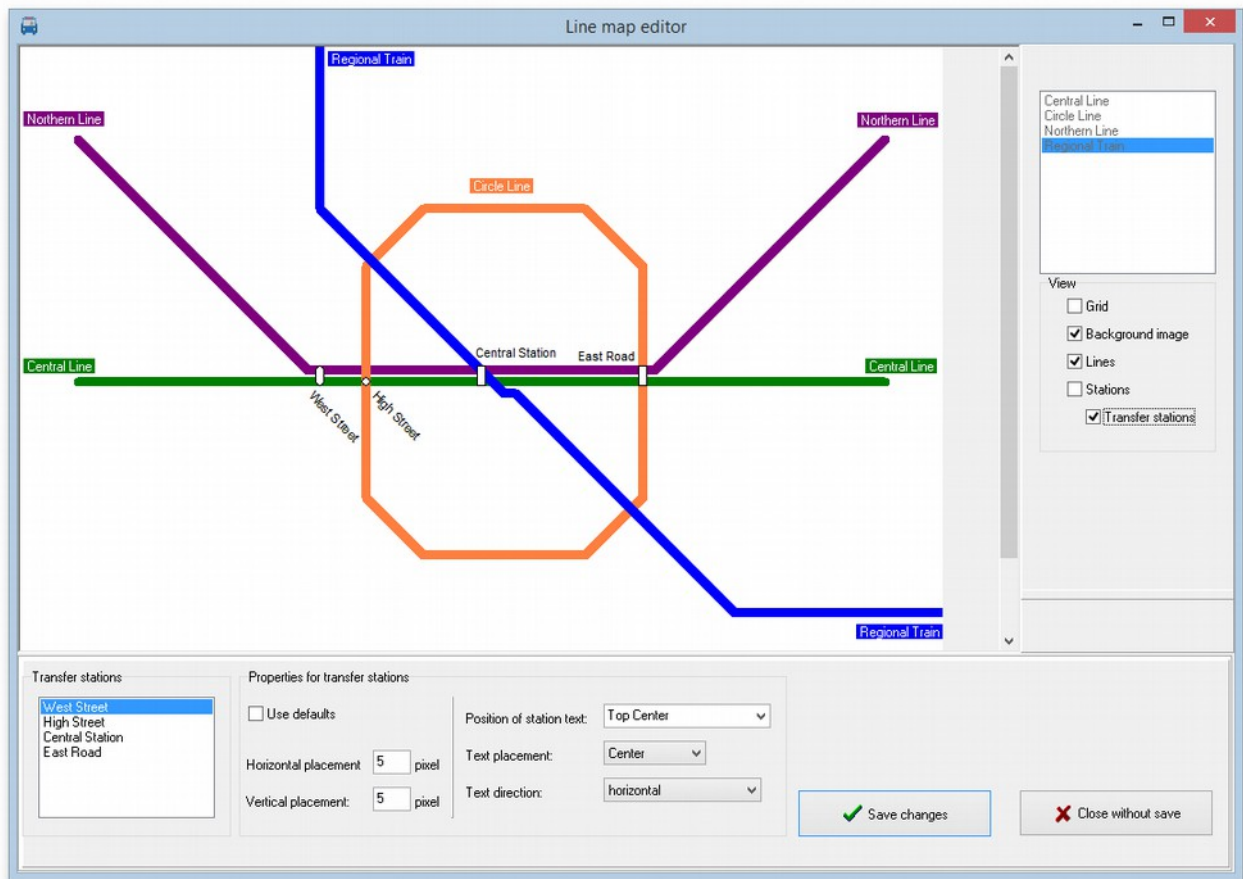 Line map editor
Regional Train
Northern Line
Northern Line
Circle Line
Central Station
East Road
Central Line
Central Line
West Street
High Street
Regional Train
Central Line
Circle Line
Northern Line
Regional Train
View
Grid
Background image
Lines
Stations
Transfer stations
Transfer stations
West Street
High Street
Central Station
East Road
Properties for transfer stations
Use defaults
Horizontal placement 5 pixel
Vertical placement: 5 pixel
Position of station text: Top Center
Text placement: Center
Text direction: horizontal
Save changes
Close without save